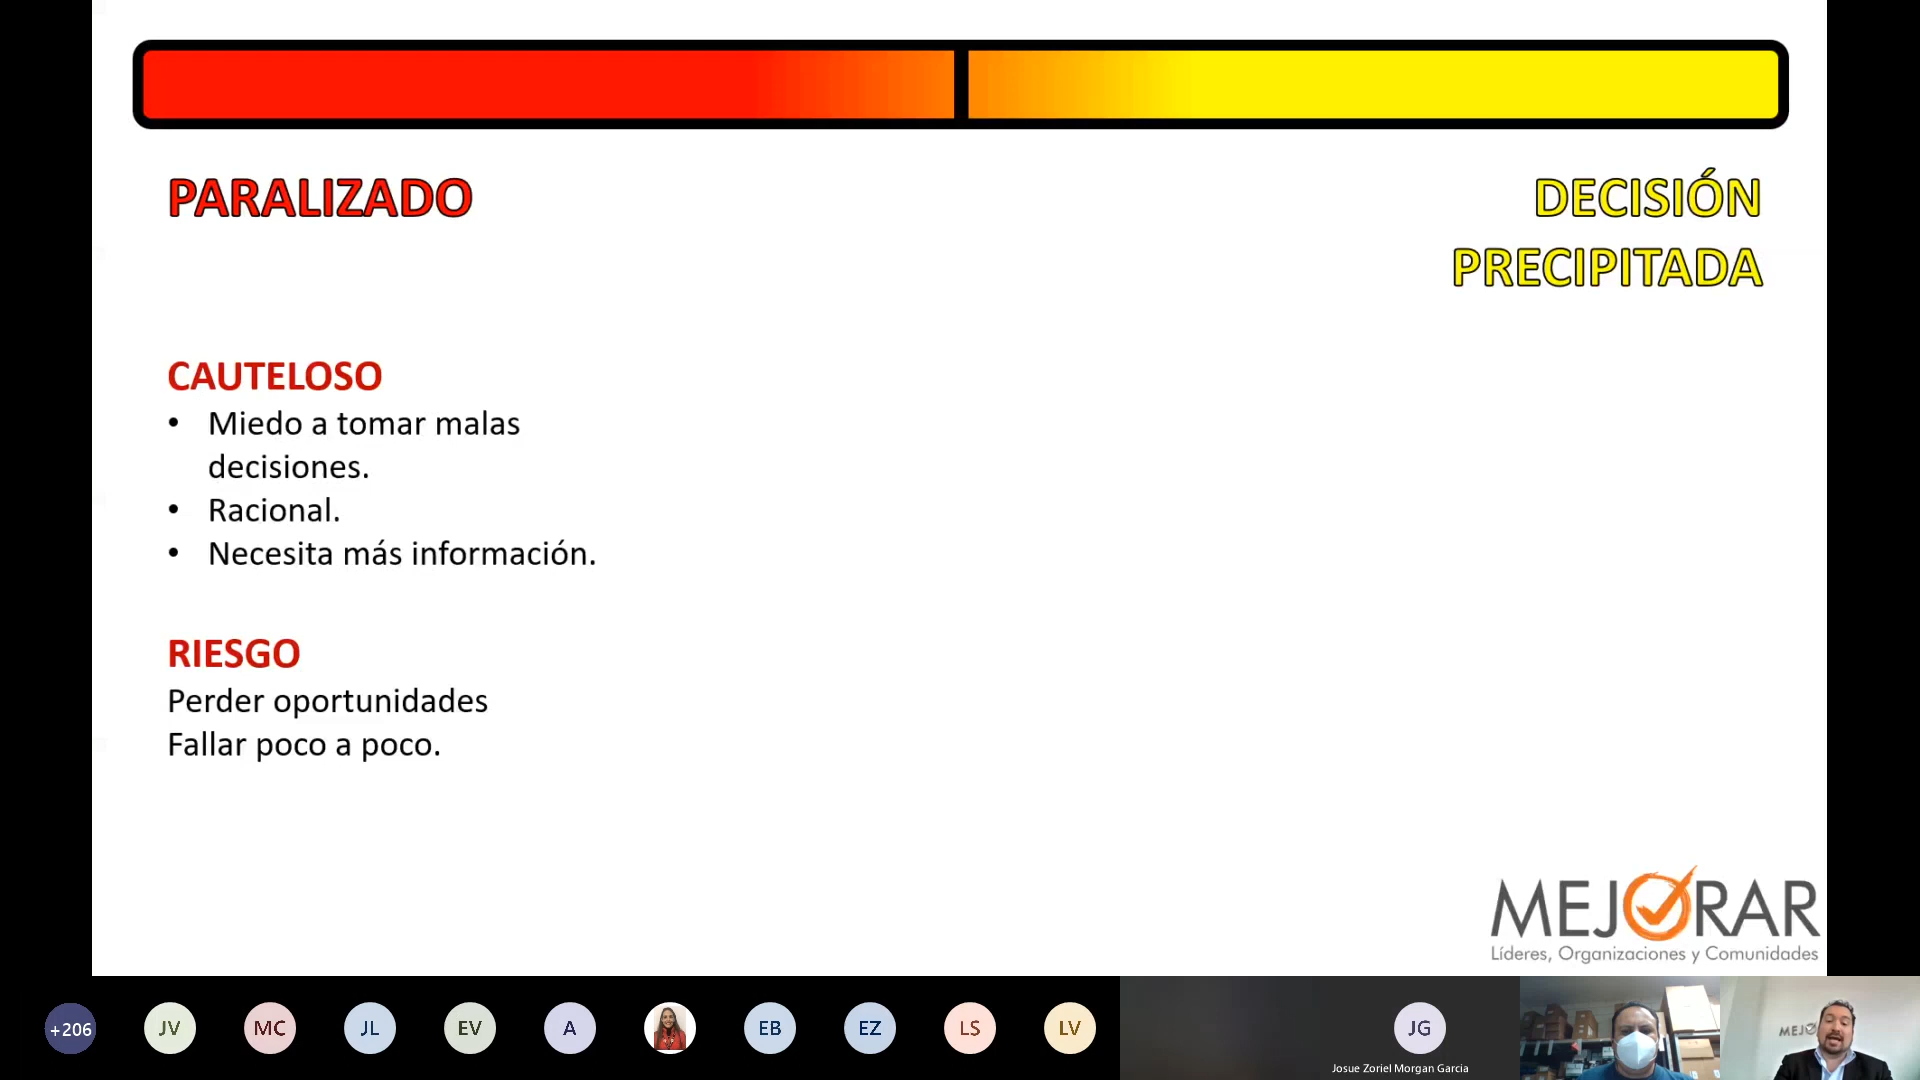 PARALIZADO
DECISIÓN
PRECIPITADA
CAUTELOSO
• Miedo a tomar malas
decisiones.
• Racional.
• Necesita más información.
RIESGO
Perder oportunidades
Fallar poco a poco.
MEJORAR
Líderes, Organizaciones y Comunidades
+206
JV
MC
JL
EV
A
EB
EZ
LS
LV
JG
Josue Zoriel Morgan Garcia
MEJO